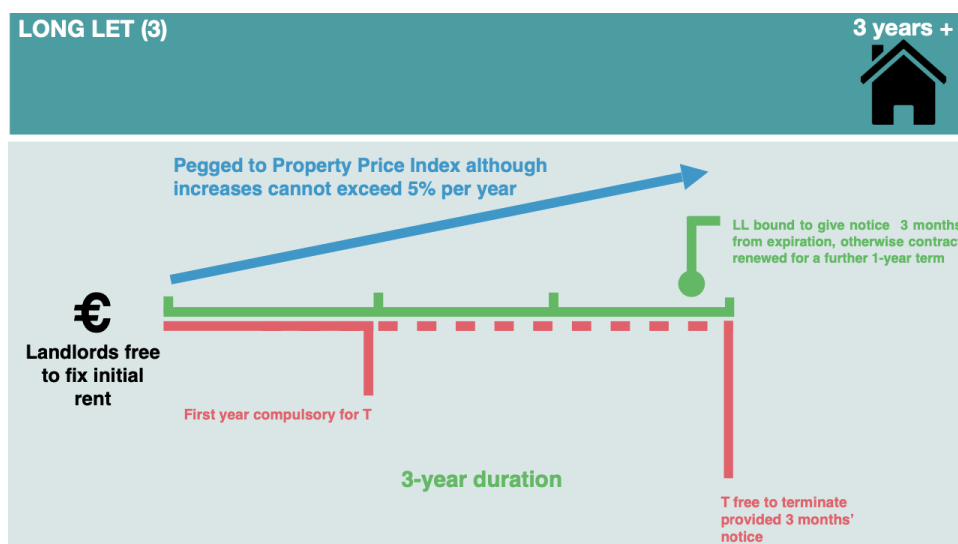 LONG LET (3)
3 years +
Pegged to Property Price Index although
increases cannot exceed 5% per year
LL bound to give notice 3 months
from expiration, otherwise contract
renewed for a further 1-year term
€
Landlords free
to fix initial
rent
First year compulsory for T
3-year duration
T free to terminate
provided 3 months’
notice